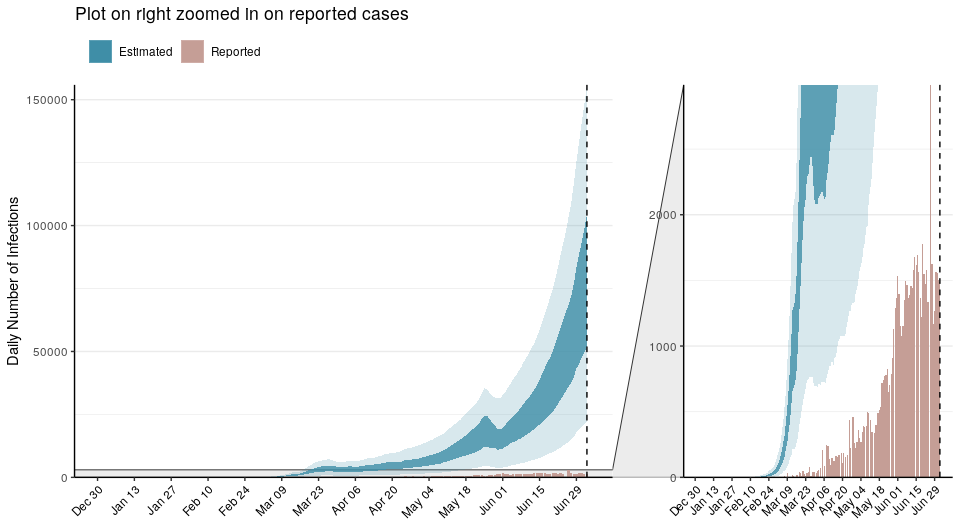 Plot on right zoomed in on reported cases
Estimated Reported
Daily Number of Infections
150000
100000
50000
0
Dec 30 Jan 13 Jan 27 Feb 10 Feb 24 Mar 09 Mar 23 Apr 06 Apr 20 May 04 May 18 Jun 01 Jun 15 Jun 29
2000
1000
0
Dec 30 Jan 13 Jan 27 Feb 10 Feb 24 Mar 09 Mar 23 Apr 06 Apr 20 May 04 May 18 Jun 01 Jun 15 Jun 29